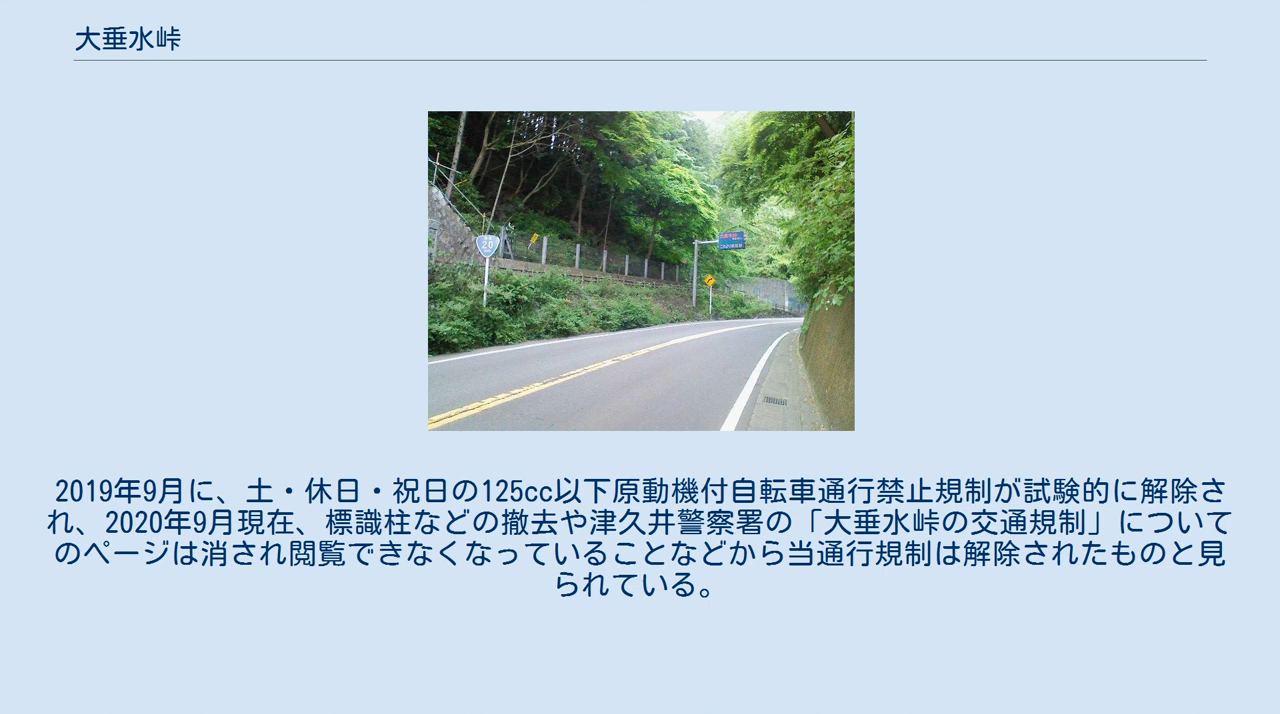 大垂水峠
20
2019年9月に、土・休日・祝日の125cc以下原動機付自転車通行禁止規制が試験的に解除さ
れ、2020年9月現在、標識柱などの撤去や津久井警察署の「大垂水峠の交通規制」について
のページは消され閲覧できなくなっていることなどから当通行規制は解除されたものと見
られている。